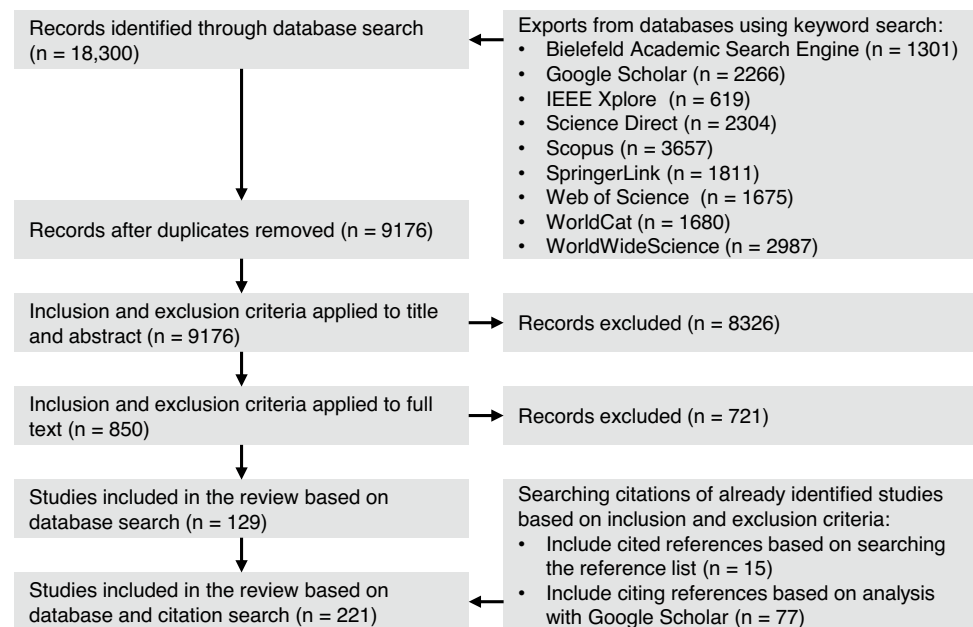 Records identified through database search
(n = 18,300)
Exports from databases using keyword search:
• Bielefeld Academic Search Engine (n = 1301)
• Google Scholar (n = 2266)
• IEEE Xplore (n = 619)
• Science Direct (n = 2304)
• Scopus (n = 3657)
• SpringerLink (n = 1811)
• Web of Science (n = 1675)
• WorldCat (n = 1680)
• WorldWideScience (n = 2987)
Records after duplicates removed (n = 9176)
Inclusion and exclusion criteria applied to title
and abstract (n = 9176)
Records excluded (n = 8326)
Inclusion and exclusion criteria applied to full
text (n = 850)
Records excluded (n = 721)
Studies included in the review based on
database search (n = 129)
Searching citations of already identified studies
based on inclusion and exclusion criteria:
• Include cited references based on searching
the reference list (n = 15)
• Include citing references based on analysis
with Google Scholar (n = 77)
Studies included in the review based on
database and citation search (n = 221)